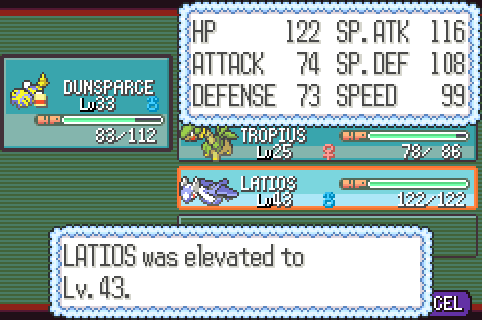 HP 122 SP. ATK 116
ATTACK 74 SP. DEF 108
DEFENSE 73 SPEED 99
DUNSPARCE
Lv33 ♂
83/112
TROPIUS
Lv25 ♀
78/ 86
LATIOS
Lv43 ♂
122/122
LATIOS was elevated to
Lv. 43.
CEL